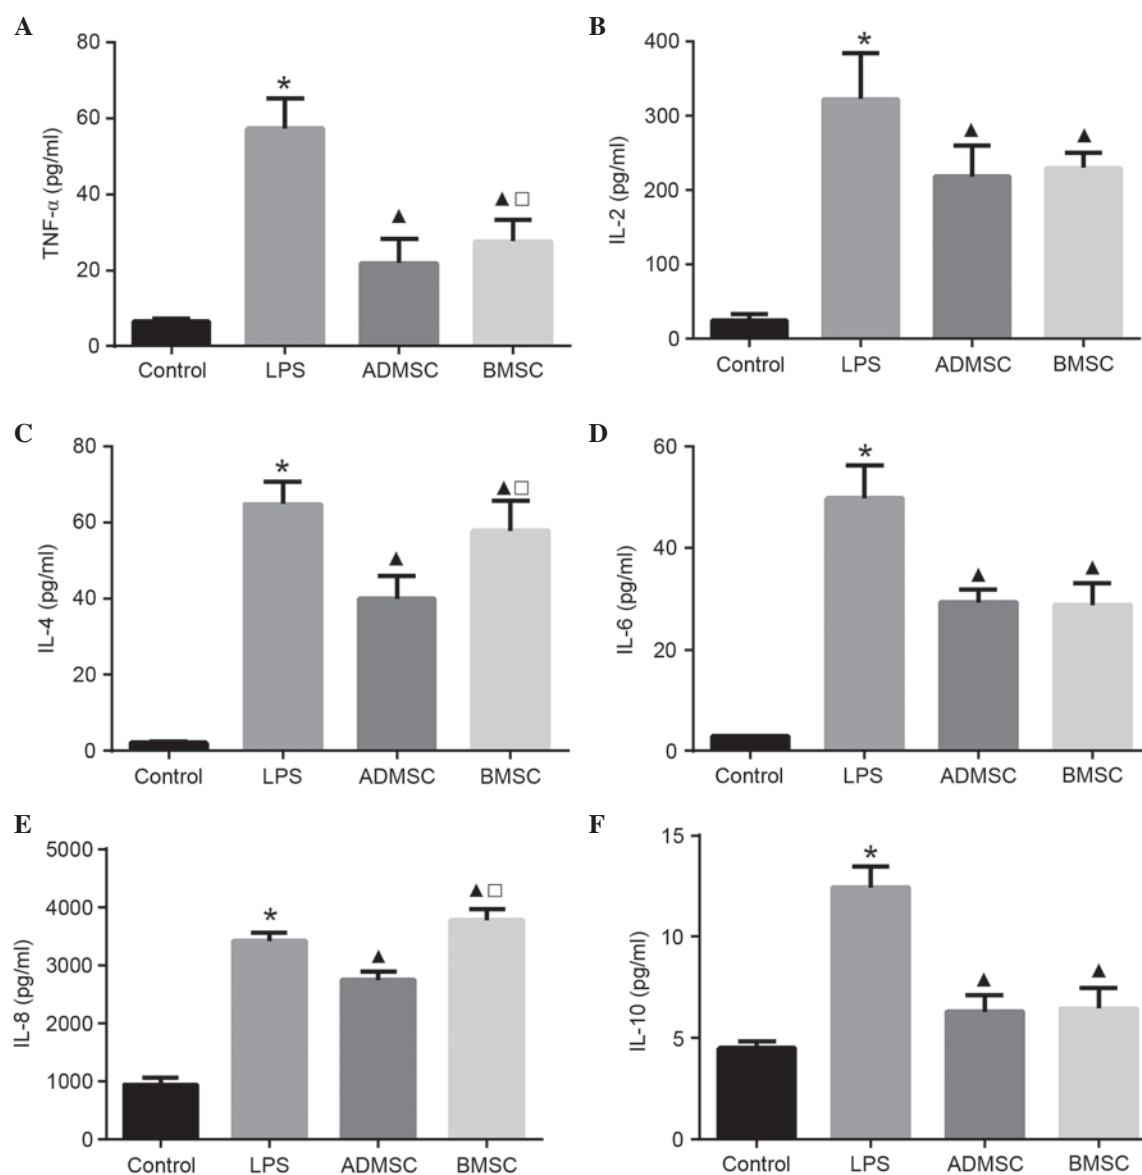 A
TNF-α (pg/ml)
80
60
40
20
0
*
▲
▲ □
Control LPS ADMSC BMSC
B
IL-2 (pg/ml)
400
300
200
100
0
*
▲
▲
Control LPS ADMSC BMSC
C
IL-4 (pg/ml)
80
60
40
20
0
*
▲
▲□
Control LPS ADMSC BMSC
D
IL-6 (pg/ml)
60
40
20
0
*
▲
▲
Control LPS ADMSC BMSC
E
IL-8 (pg/ml)
5000
4000
3000
2000
1000
0
*
▲
▲ □
Control LPS ADMSC BMSC
F
IL-10 (pg/ml)
15
10
5
0
*
▲
▲
Control LPS ADMSC BMSC